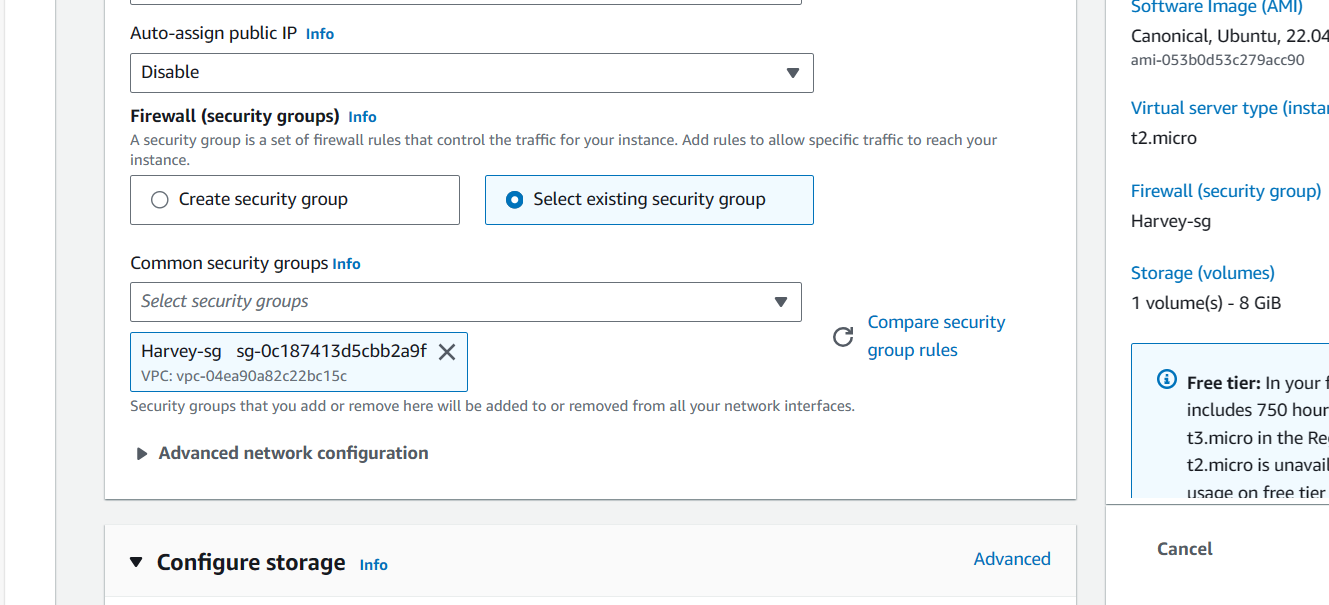 Auto-assign public IP Info
Disable
Firewall (security groups) Info
A security group is a set of firewall rules that control the traffic for your instance. Add rules to allow specific traffic to reach your
instance.
Create security group
Select existing security group
Common security groups Info
Select security groups
Harvey-sg sg-0c187413d5cbb2a9f
VPC: vpc-04ea90a82c22bc15c
Compare security
group rules
Security groups that you add or remove here will be added to or removed from all your network interfaces.
Advanced network configuration
Configure storage Info
Advanced
Software Image (AMI)
Canonical, Ubuntu, 22.04
ami-053b0d53c279acc90
Virtual server type (instan
t2.micro
Firewall (security group)
Harvey-sg
Storage (volumes)
1 volume(s) - 8 GiB
Free tier: In your f
includes 750 hour
t3.micro in the Re
t2.micro is unavail
usage on free tier
Cancel